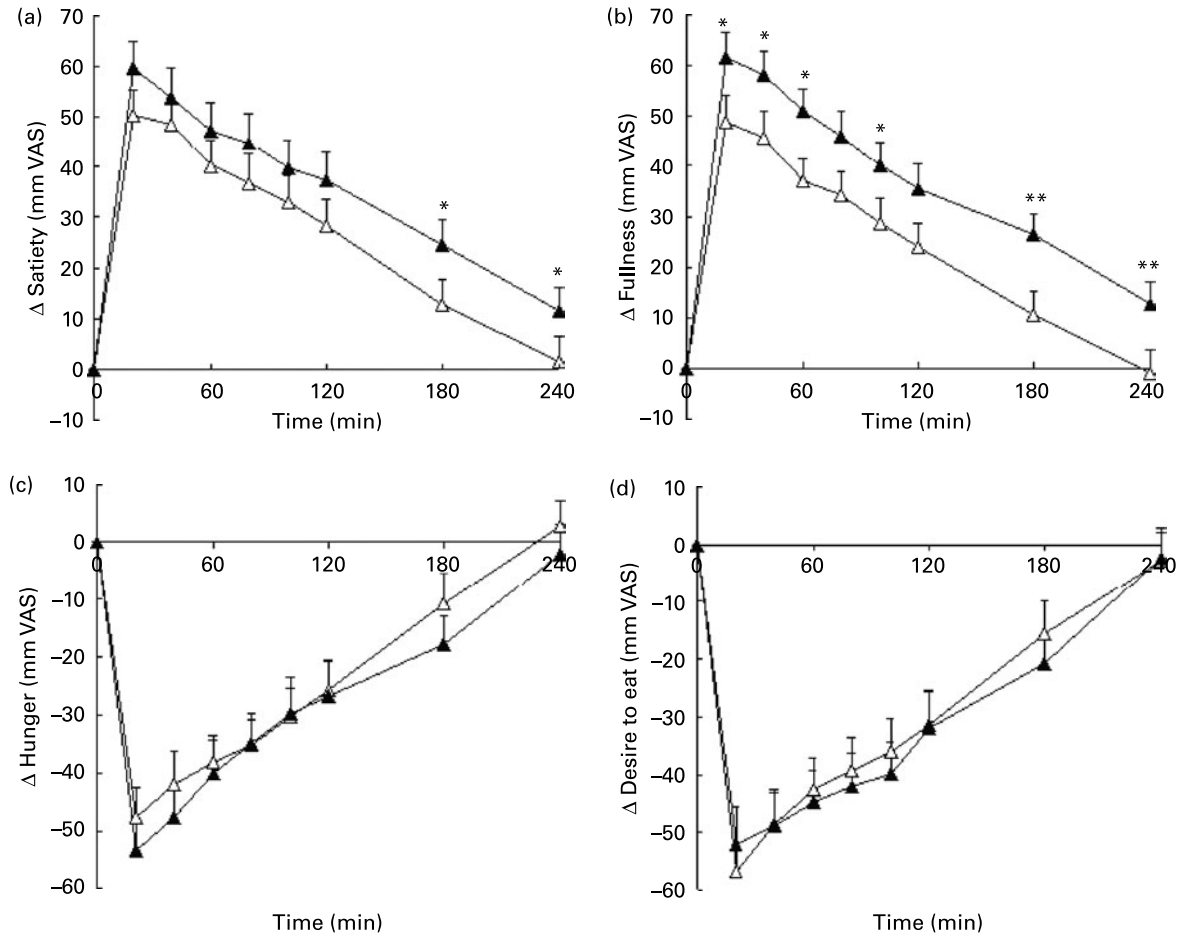 (a)
70
60
50
40
30
20
10
0
−10
Δ Satiety (mm VAS)
*
*
0 60 120 180 240
Time (min)
(b)
70
60
50
40
30
20
10
0
−10
Δ Fullness (mm VAS)
*
*
*
*
**
**
0 60 120 180 240
Time (min)
(c)
10
0
−10
−20
−30
−40
−50
−60
Δ Hunger (mm VAS)
0 60 120 180 240
Time (min)
(d)
10
0
−10
−20
−30
−40
−50
−60
Δ Desire to eat (mm VAS)
0 60 120 180 240
Time (min)